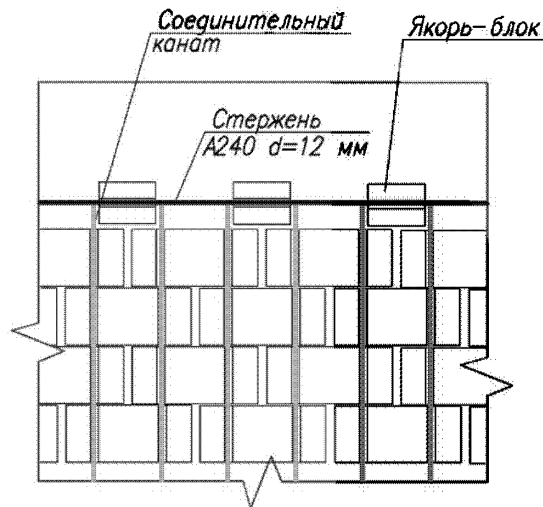 Соединительный
канат
Якорь-блок
Стержень
А240 d=12 мм